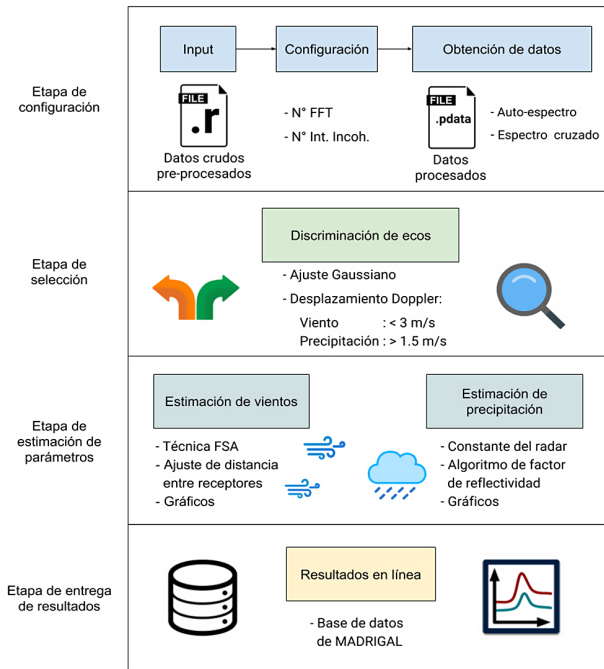 Etapa de
configuración
Input
Configuración
Obtención de datos
FILE
.r
Datos crudos
pre-procesados
- N° FFT
- N° Int. Incoh.
FILE
.pdata
Datos
procesados
- Auto-espectro
- Espectro cruzado
Etapa de
selección
Discriminación de ecos
- Ajuste Gaussiano
- Desplazamiento Doppler:
Viento : < 3 m/s
Precipitación : > 1.5 m/s
Etapa de
estimación de
parámetros
Estimación de vientos
- Técnica FSA
- Ajuste de distancia
entre receptores
- Gráficos
Estimación de
precipitación
- Constante del radar
- Algoritmo de factor
de reflectividad
- Gráficos
Etapa de entrega
de resultados
Resultados en línea
- Base de datos
de MADRIGAL